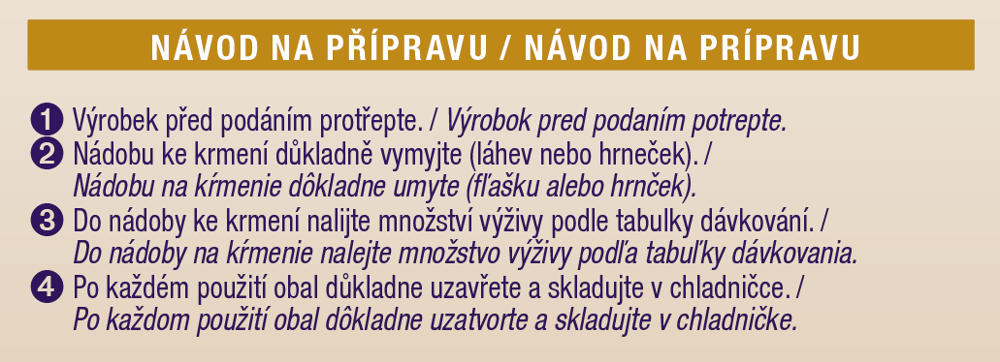 NÁVOD NA PŘÍPRAVU / NÁVOD NA PRÍPRAVU
1 Výrobek před podáním protřepte. / Výrobok pred podaním potrepte.
2 Nádobu ke krmení důkladně vymyjte (láhev nebo hrneček). /
Nádobu na kŕmenie dôkladne umyte (fľašku alebo hrnček).
3 Do nádoby ke krmení nalijte množství výživy podle tabulky dávkování. /
Do nádoby na kŕmenie nalejte množstvo výživy podľa tabuľky dávkovania.
4 Po každém použití obal důkladne uzavřete a skladujte v chladničce. /
Po každom použití obal dôkladne uzatvorte a skladujte v chladničke.